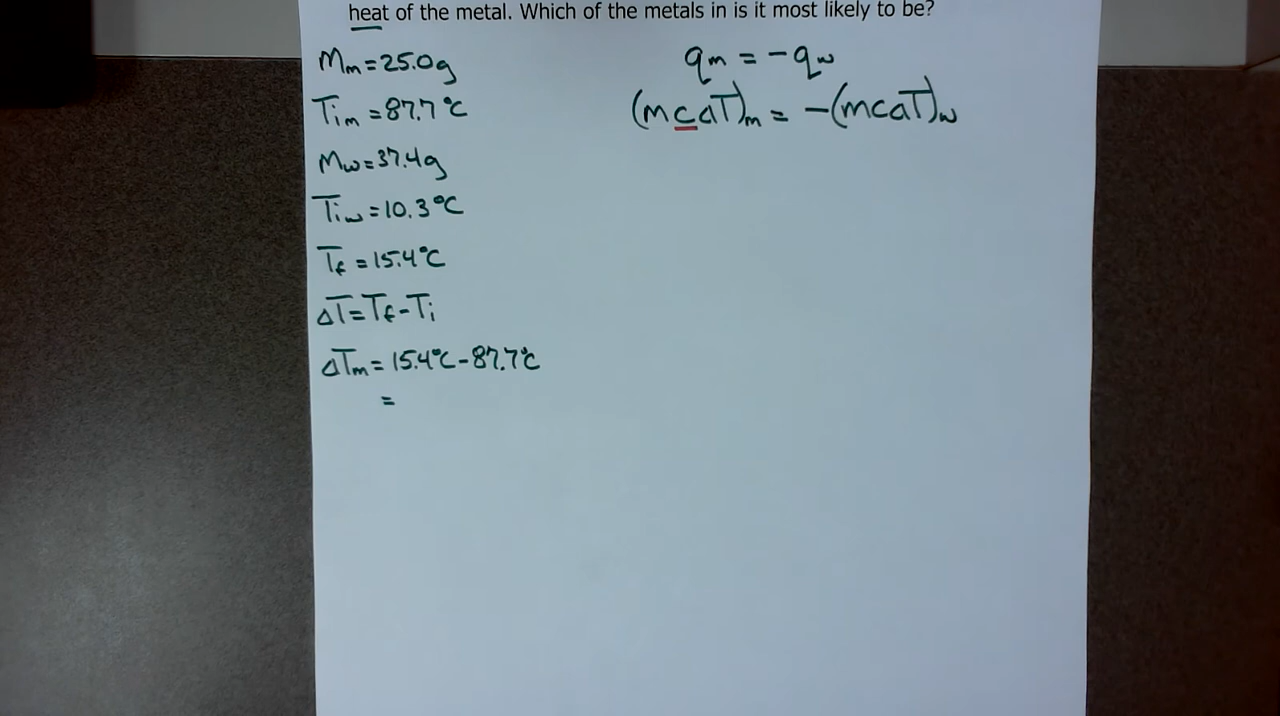 heat of the metal. Which of the metals in is it most likely to be?
Mm=25.0g
Tim=87.7°C
Mw=37.4g
Tiw=10.3°C
Tf=15.4°C
ΔT=Tf-Ti
ΔTm=15.4°C-87.7°C
=
qm=-qw
(mcΔT)m=-(mcΔT)w